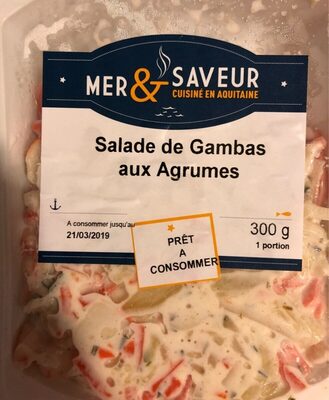 MER & SAVEUR
CUISINÉ EN AQUITAINE
Salade de Gambas
aux Agrumes
A consommer jusqu'au
21/03/2019
300 g
1 portion
PRÊT
A
CONSOMMER